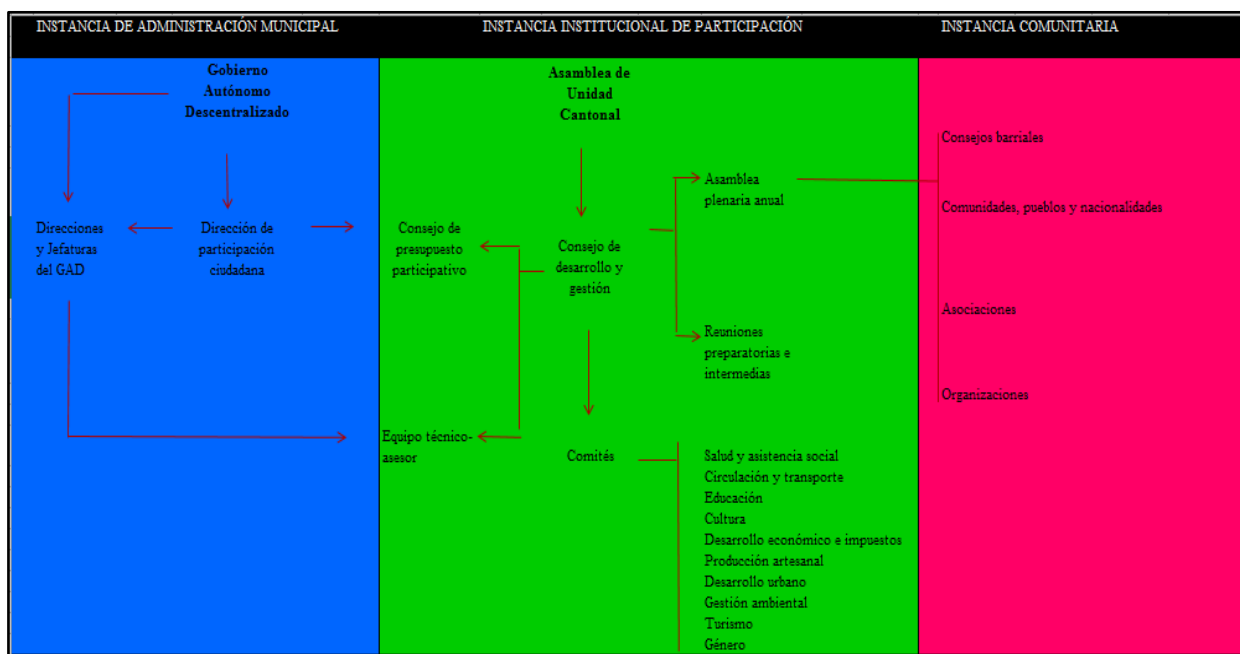 INSTANCIA DE ADMINISTRACIÓN MUNICIPAL
INSTANCIA INSTITUCIONAL DE PARTICIPACIÓN
INSTANCIA COMUNITARIA
Gobierno
Autónomo
Descentralizado
Direcciones
y Jefaturas
del GAD
Dirección de
participación
ciudadana
Asamblea de
Unidad
Cantonal
Consejo de
presupuesto
participativo
Consejo de
desarrollo y
gestión
Asamblea
plenaria anual
Reuniones
preparatorias e
intermedias
Equipo técnico-
asesor
Comités
Salud y asistencia social
Circulación y transporte
Educación
Cultura
Desarrollo económico e impuestos
Producción artesanal
Desarrollo urbano
Gestión ambiental
Turismo
Género
Consejos barriales
Comunidades, pueblos y nacionalidades
Asociaciones
Organizaciones